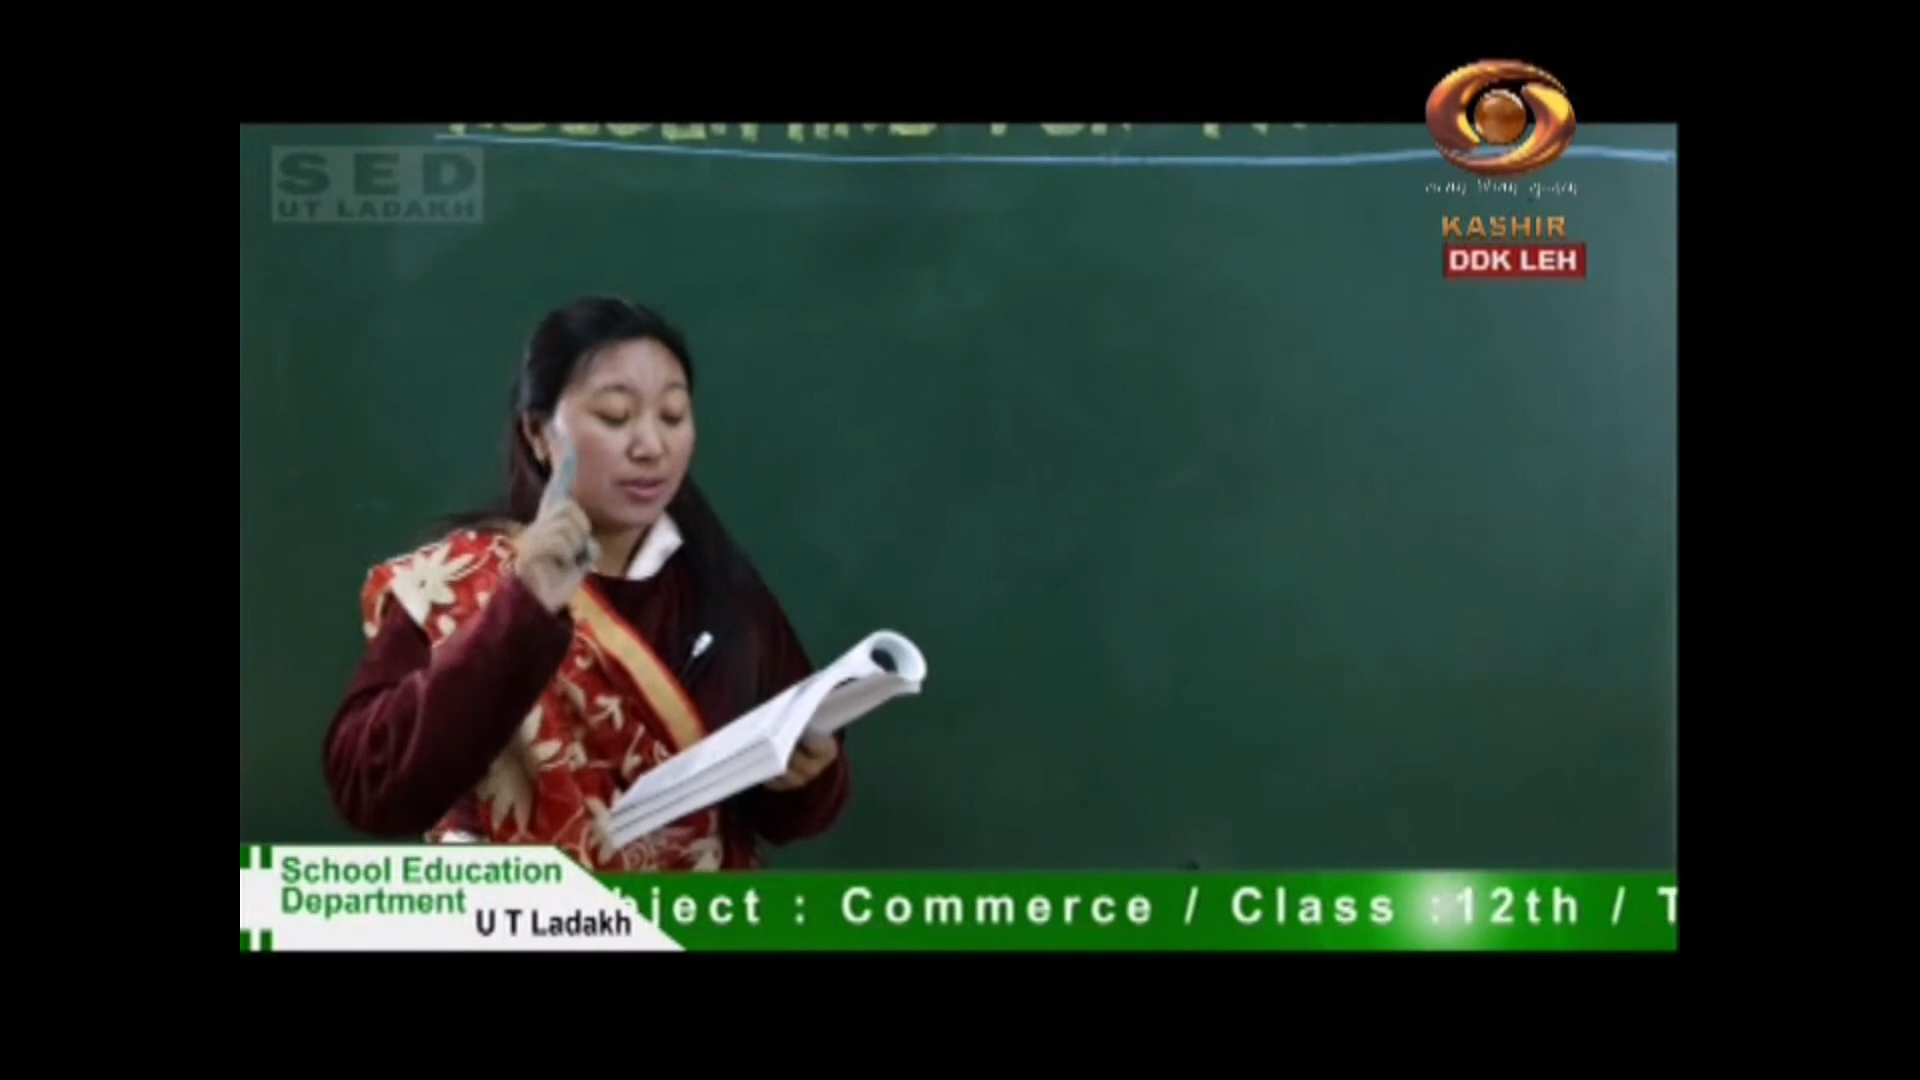 SED
UT LADAKH
KASHIR
DDK LEH
School Education
Department
U T Ladakh
ject : Commerce / Class :12th / T